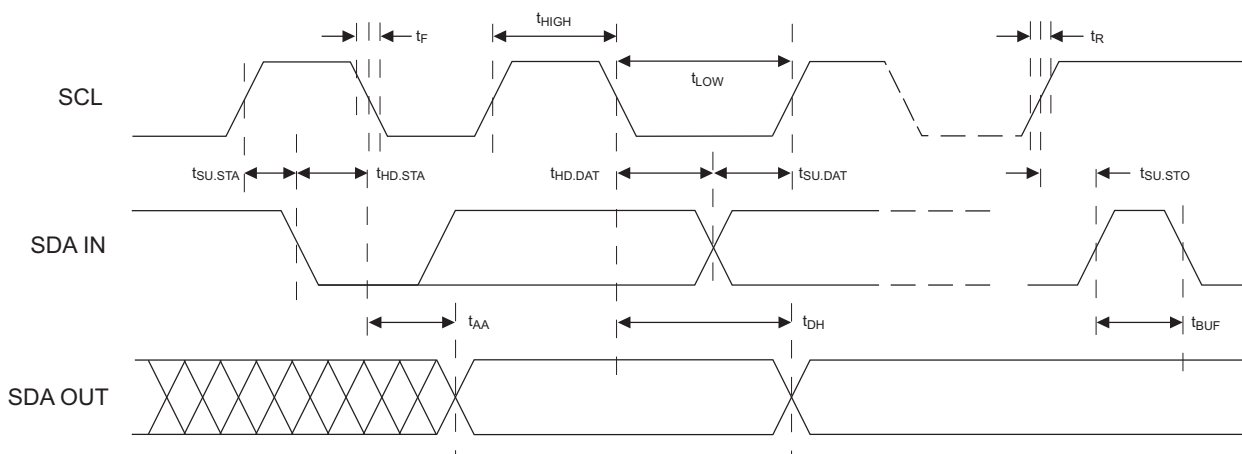 tF
tHIGH
tR
SCL
tLOW
tSU.STA
tHD.STA
tHD.DAT
tSU.DAT
tSU.STO
SDA IN
tAA
tDH
tBUF
SDA OUT